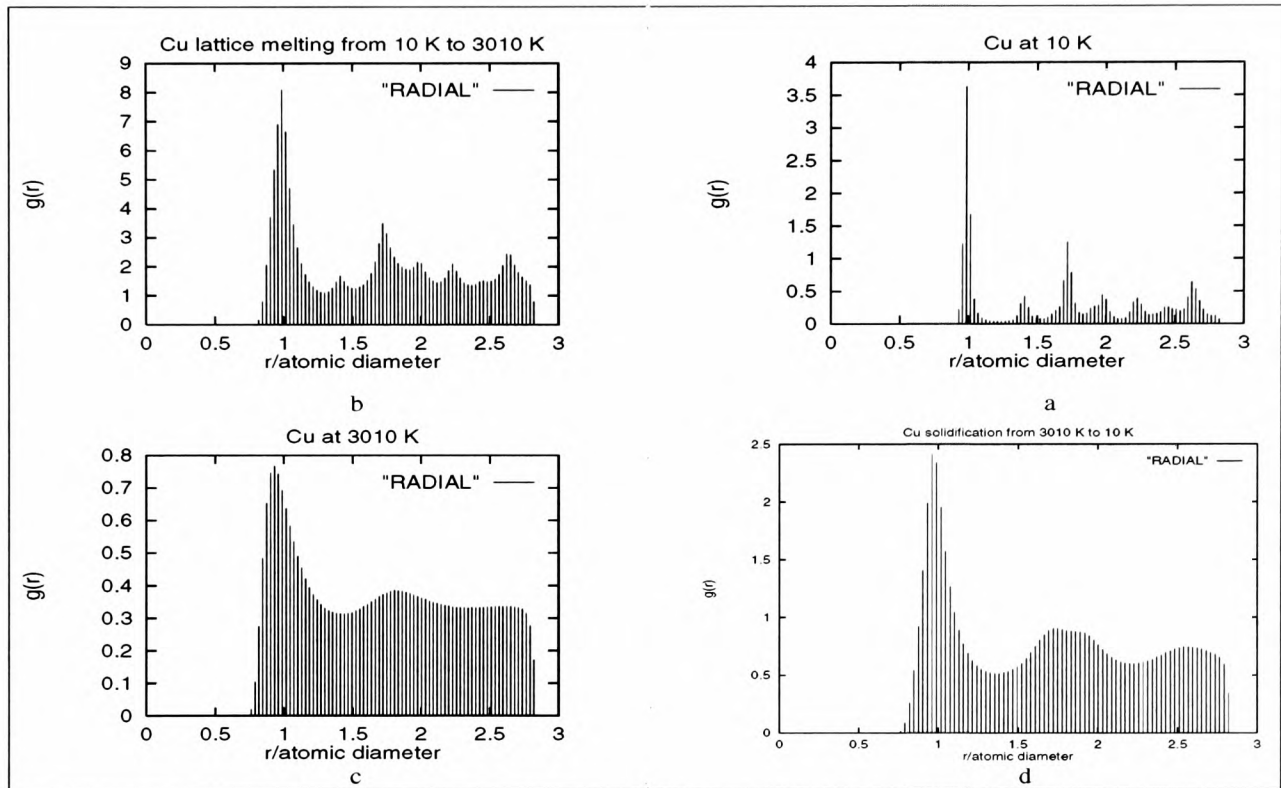 Cu lattice melting from 10 K to 3010 K
9
8
7
6
5
4
3
2
1
0
"RADIAL"
g(r)
0 0.5 1 1.5 2 2.5 3
r/atomic diameter
b
Cu at 10 K
4
3.5
3
2.5
2
1.5
1
0.5
0
"RADIAL"
g(r)
0 0.5 1 1.5 2 2.5 3
r/atomic diameter
a
Cu at 3010 K
0.8
0.7
0.6
0.5
0.4
0.3
0.2
0.1
0
"RADIAL"
g(r)
0 0.5 1 1.5 2 2.5 3
r/atomic diameter
c
Cu solidification from 3010 K to 10 K
2.5
2
1.5
1
0.5
0
"RADIAL"
g(r)
0 0.5 1 1.5 2 2.5 3
r/atomic diameter
d